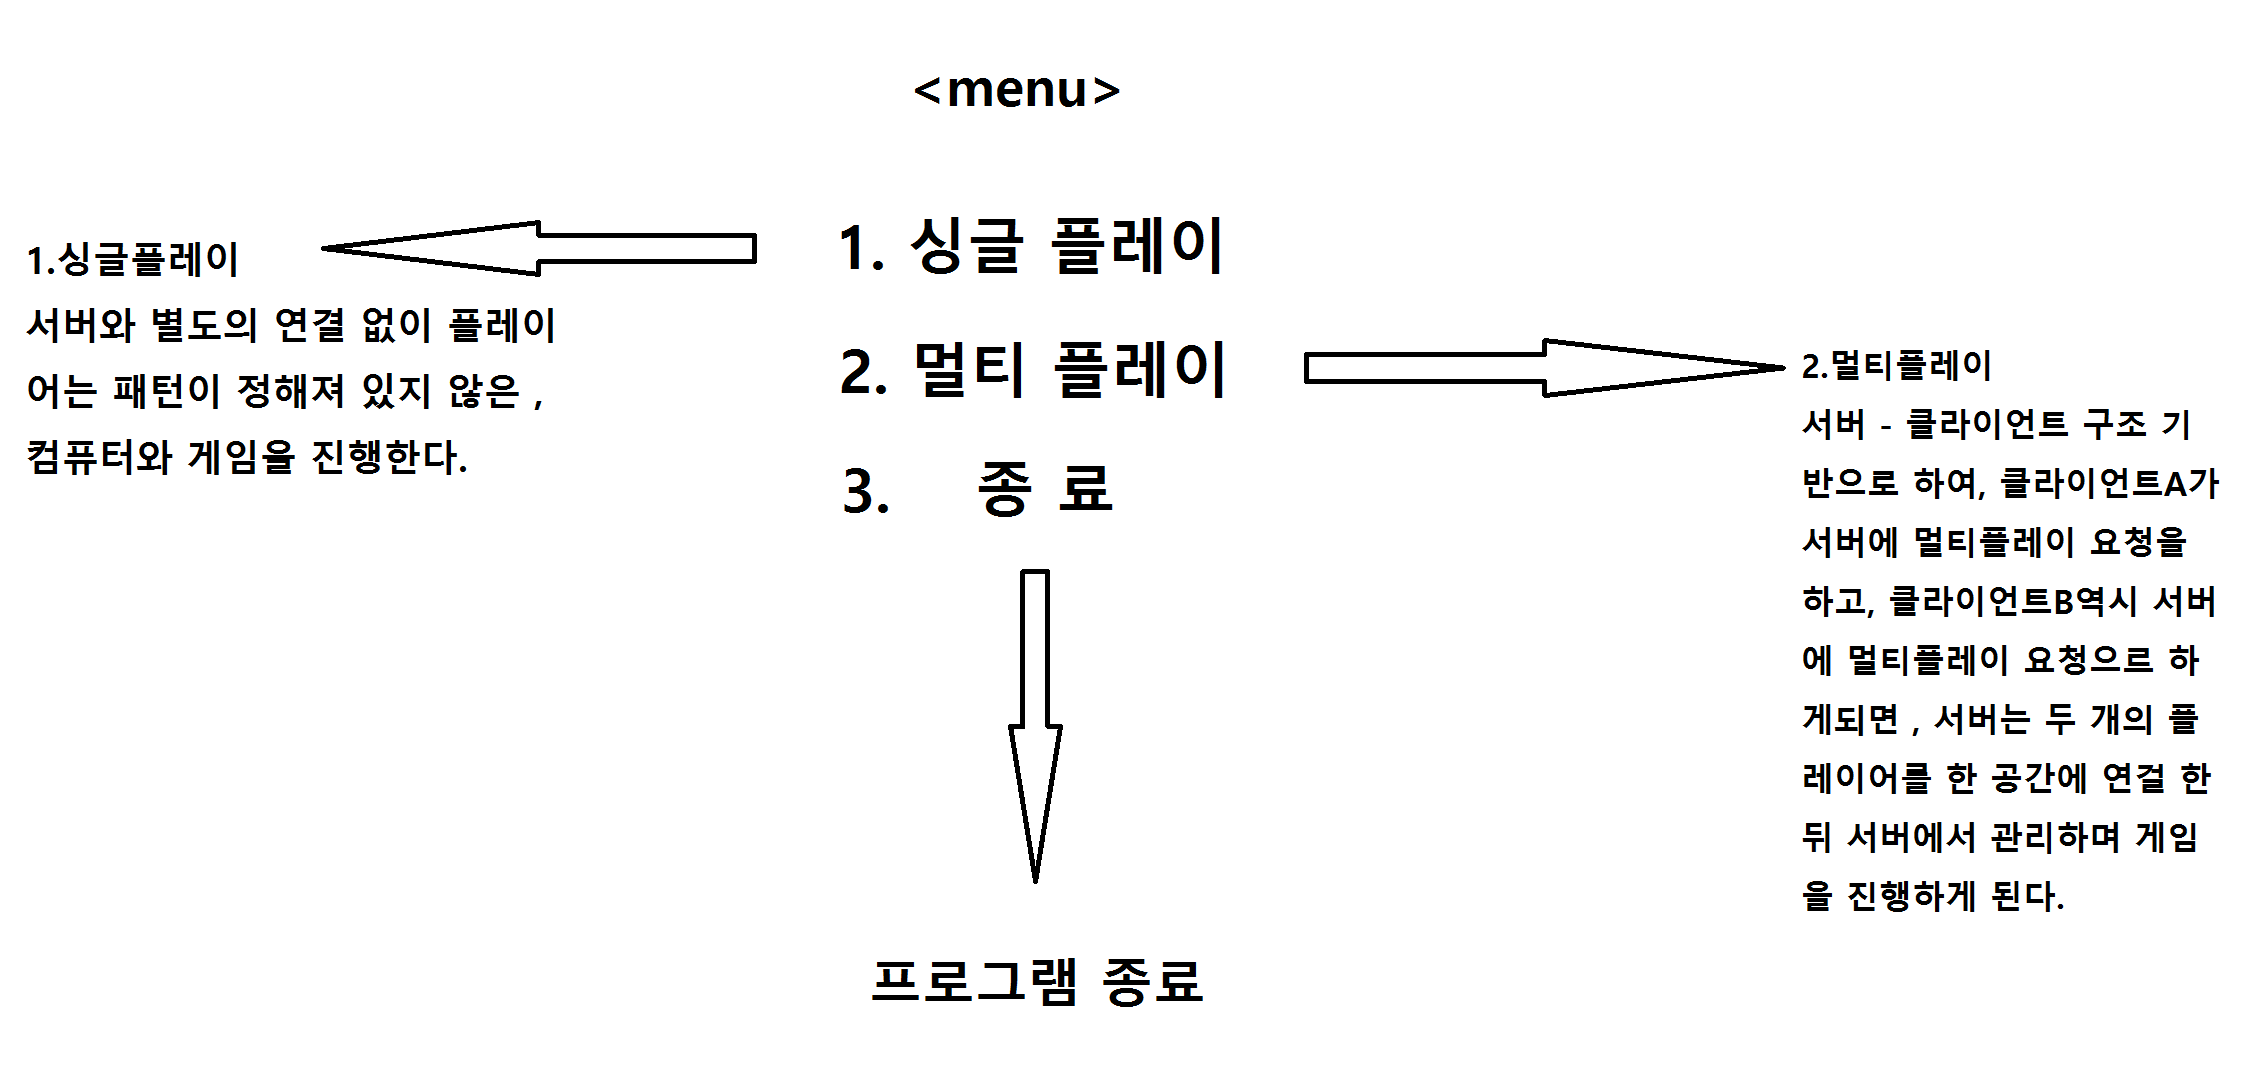 <menu>
1. 싱글 플레이
2. 멀티 플레이
3. 종 료
프로그램 종료
1.싱글플레이
서버와 별도의 연결 없이 플레이
어는 패턴이 정해져 있지 않은 ,
컴퓨터와 게임을 진행한다.
2.멀티플레이
서버 - 클라이언트 구조 기
반으로 하여, 클라이언트A가
서버에 멀티플레이 요청을
하고, 클라이언트B역시 서버
에 멀티플레이 요청으르 하
게되면 , 서버는 두 개의 플
레이어를 한 공간에 연걸 한
뒤 서버에서 관리하며 게임
을 진행하게 된다.